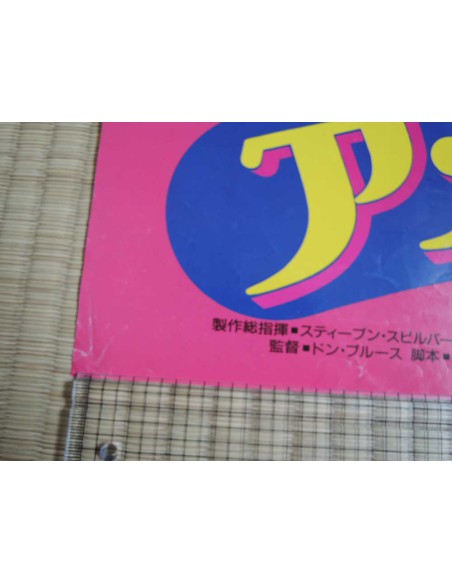 ア
製作総指揮■スティーブン・スピルバー
監督■ドン・ブルース 脚本■